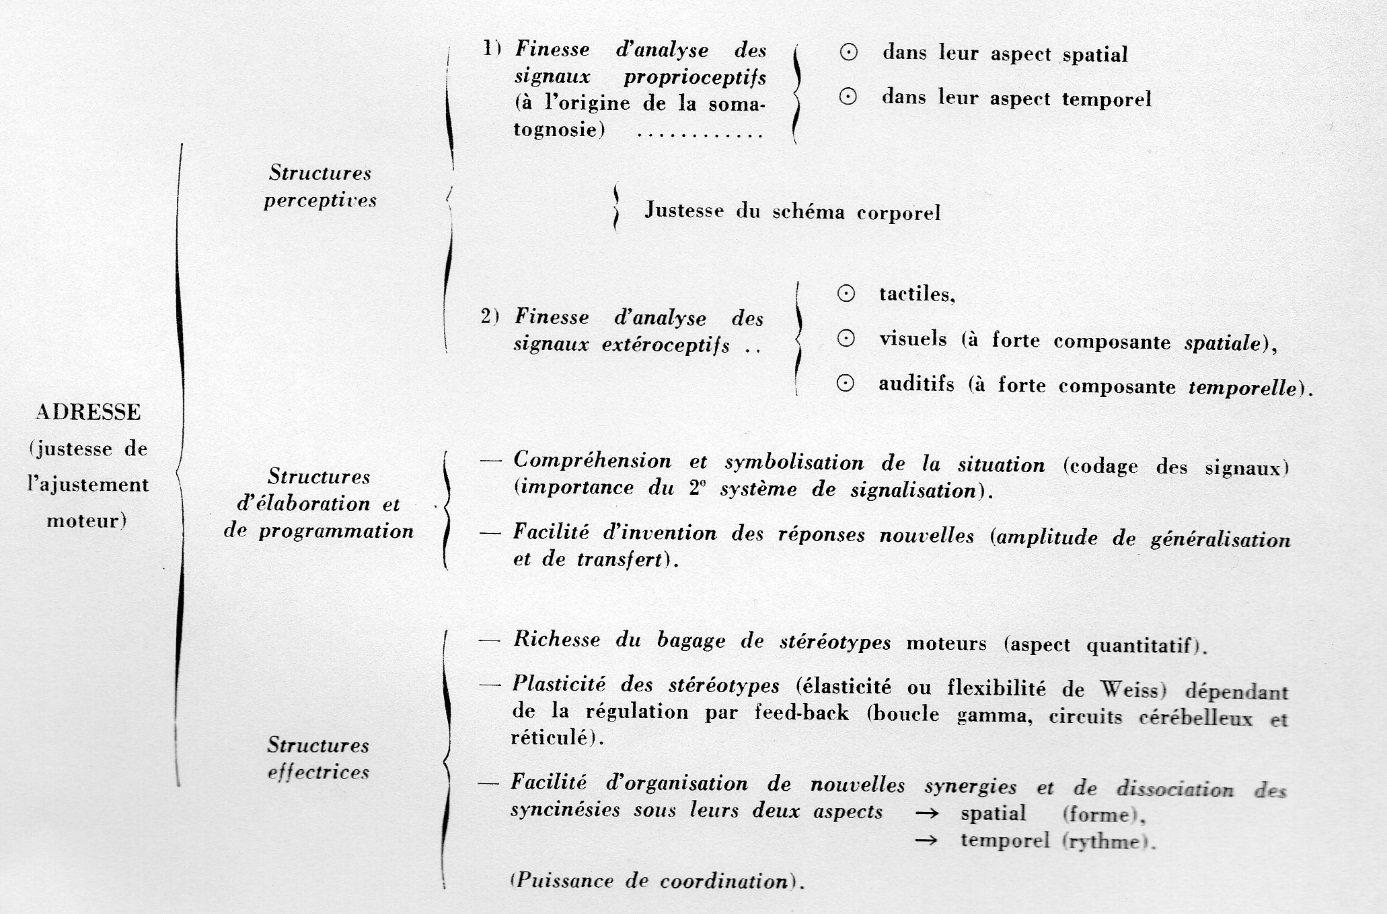 ADRESSE
(justesse de
l'ajustement
moteur)
Structures
perceptives
1) Finesse d'analyse des
signaux proprioceptifs
(à l'origine de la soma-
tognosie) ............
⊙ dans leur aspect spatial
⊙ dans leur aspect temporel
Justesse du schéma corporel
2) Finesse d'analyse des
signaux extéroceptifs ..
⊙ tactiles,
⊙ visuels (à forte composante spatiale),
⊙ auditifs (à forte composante temporelle).
Structures
d'élaboration et
de programmation
— Compréhension et symbolisation de la situation (codage des signaux)
(importance du 2e système de signalisation).
— Facilité d'invention des réponses nouvelles (amplitude de généralisation
et de transfert).
Structures
effectrices
— Richesse du bagage de stéréotypes moteurs (aspect quantitatif).
— Plasticité des stéréotypes (élasticité ou flexibilité de Weiss) dépendant
de la régulation par feed-back (boucle gamma, circuits cérébelleux et
réticulé).
— Facilité d'organisation de nouvelles synergies et de dissociation des
syncinésies sous leurs deux aspects → spatial (forme),
→ temporel (rythme).
(Puissance de coordination).